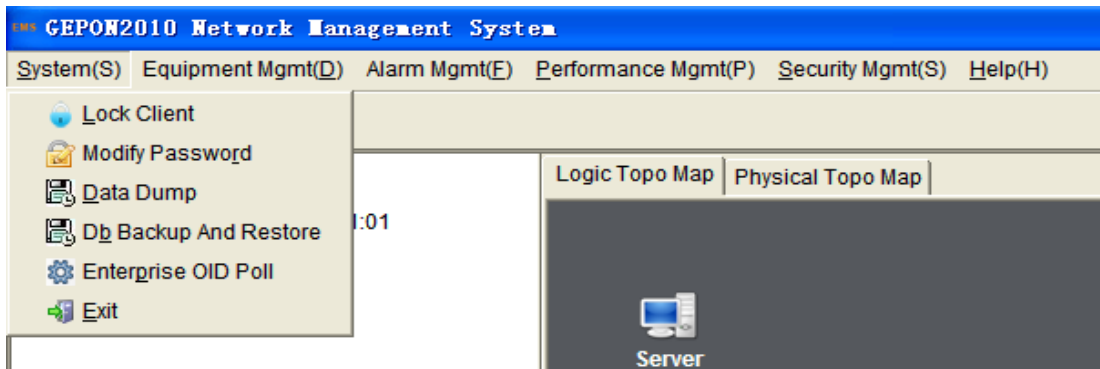 EMS GEPON2010 Network Management System
System(S) Equipment Mgmt(D) Alarm Mgmt(F) Performance Mgmt(P) Security Mgmt(S) Help(H)
Lock Client
Modify Password
Data Dump
Db Backup And Restore
Enterprise OID Poll
Exit
:01
Logic Topo Map Physical Topo Map
Server